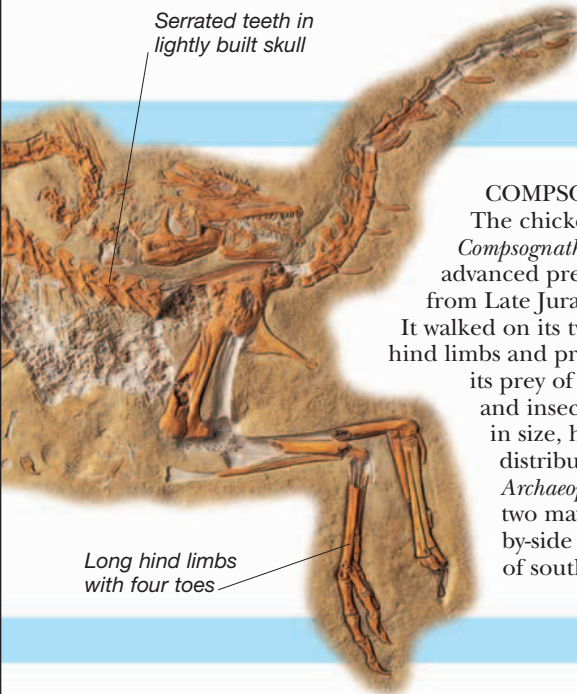 Serrated teeth in
lightly built skull
COMPSO
The chicke
Compsognath
advanced pre
from Late Jura
It walked on its tw
hind limbs and pr
its prey of
and insec
in size, h
distribu
Archaeop
two may
by-side
of south
Long hind limbs
with four toes